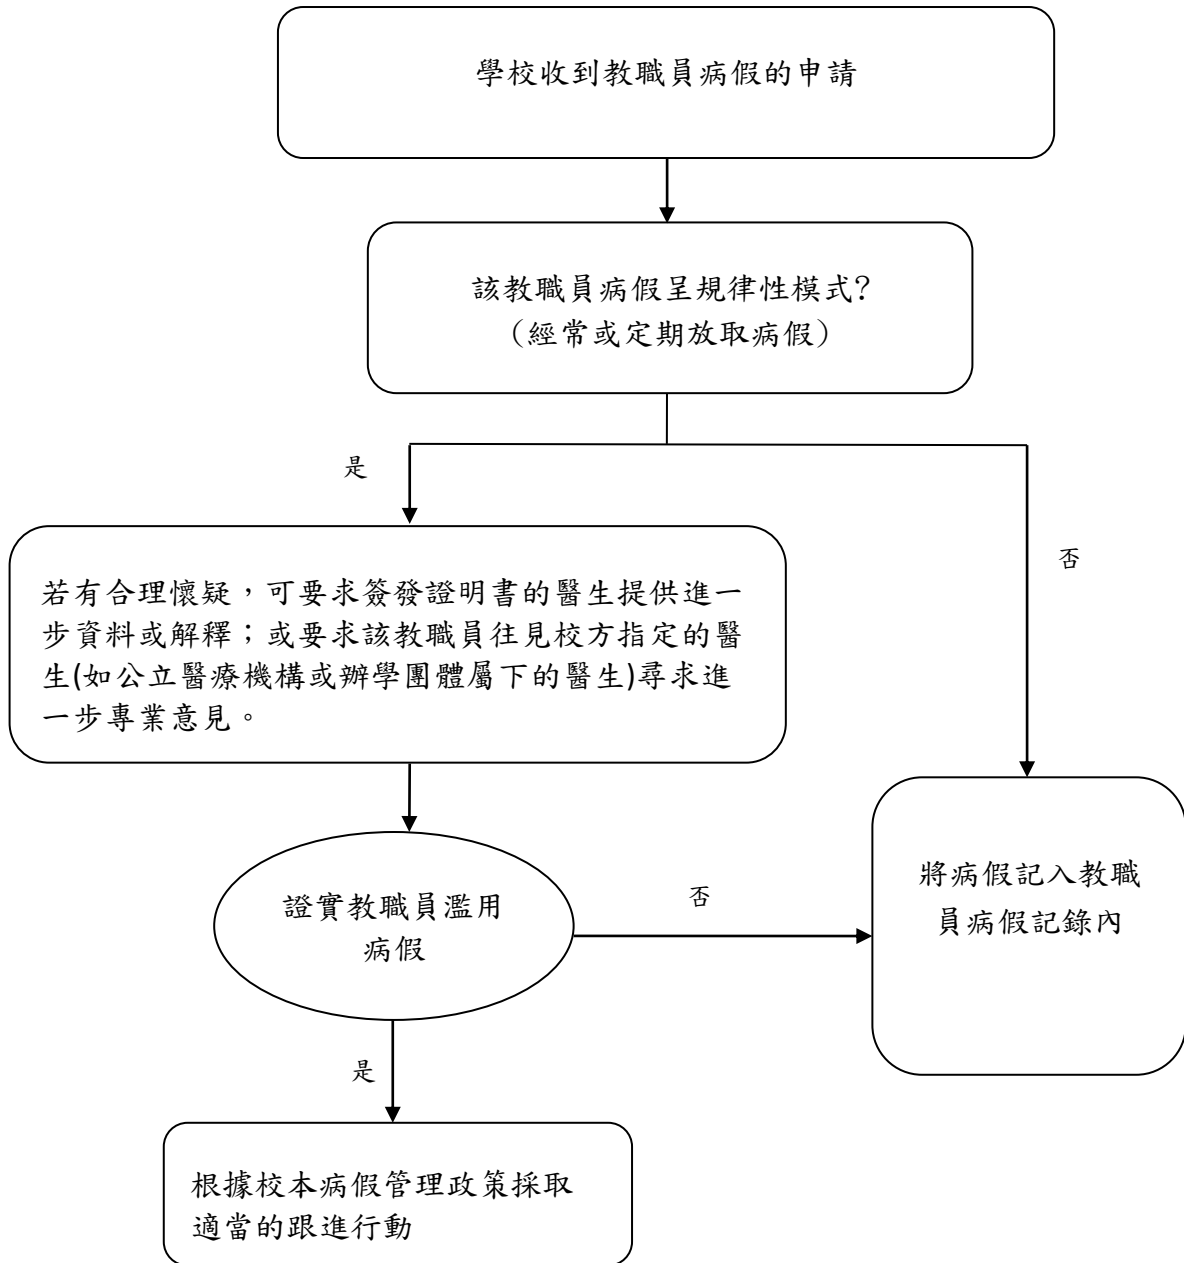 學校收到教職員病假的申請
該教職員病假呈規律性模式?
（經常或定期放取病假）
是
否
若有合理懷疑，可要求簽發證明書的醫生提供進一
步資料或解釋；或要求該教職員往見校方指定的醫
生(如公立醫療機構或辦學團體屬下的醫生)尋求進
一步專業意見。
證實教職員濫用
病假
否
將病假記入教職
員病假記錄內
是
根據校本病假管理政策採取
適當的跟進行動